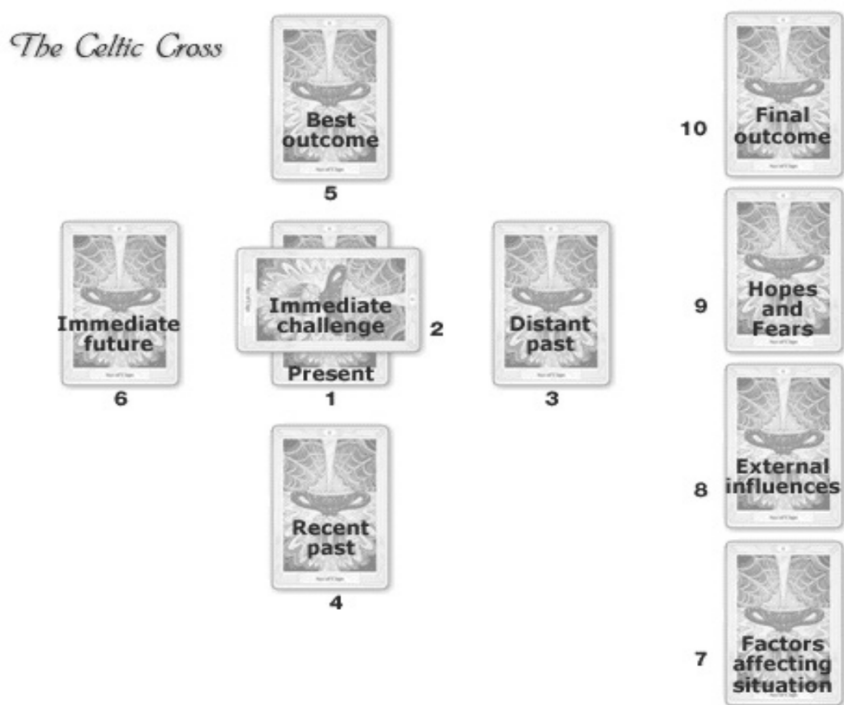 The Celtic Cross
Best
outcome
5
Immediate
future
6
Immediate
challenge
2
Present
1
Distant
past
3
Recent
past
4
10
Final
outcome
9
Hopes
and
Fears
8
External
influences
7
Factors
affecting
situation